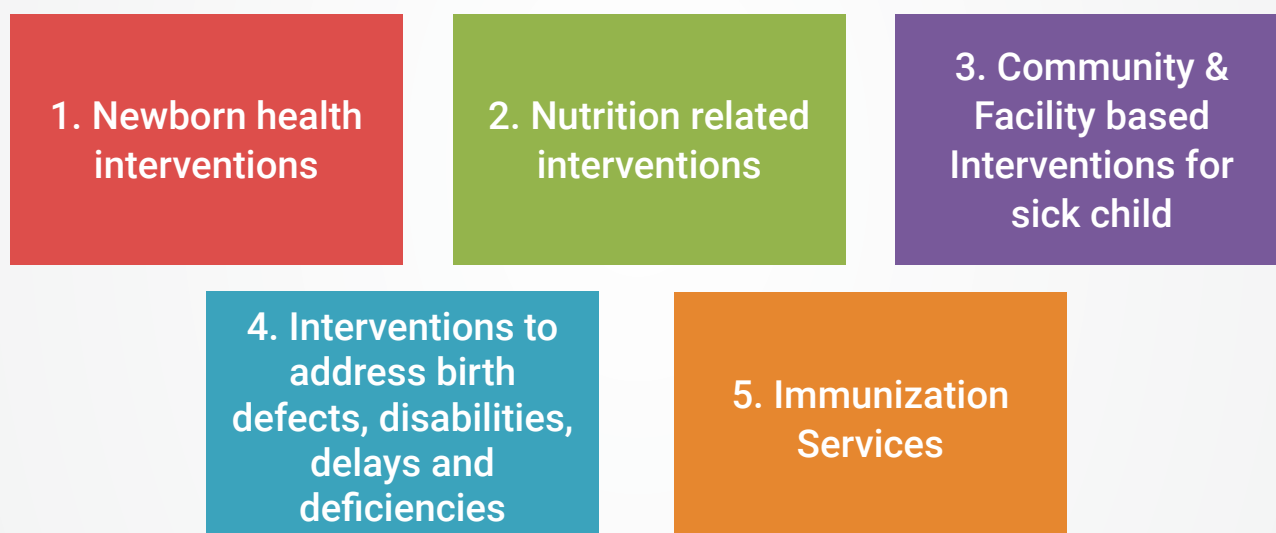 1. Newborn health
interventions
2. Nutrition related
interventions
3. Community &
Facility based
Interventions for
sick child
4. Interventions to
address birth
defects, disabilities,
delays and
deficiencies
5. Immunization
Services